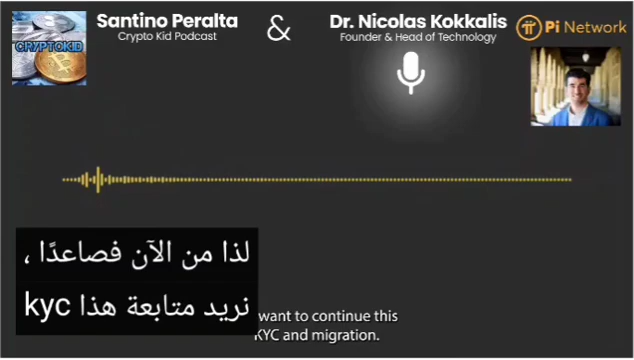 Santino Peralta
Crypto Kid Podcast
&
Dr. Nicolas Kokkalis
Founder & Head of Technology
Pi Network
CRYPTOKID
لذا من الآن فصاعدًا ،
نريد متابعة هذا kyc
want to continue this
KYC and migration.